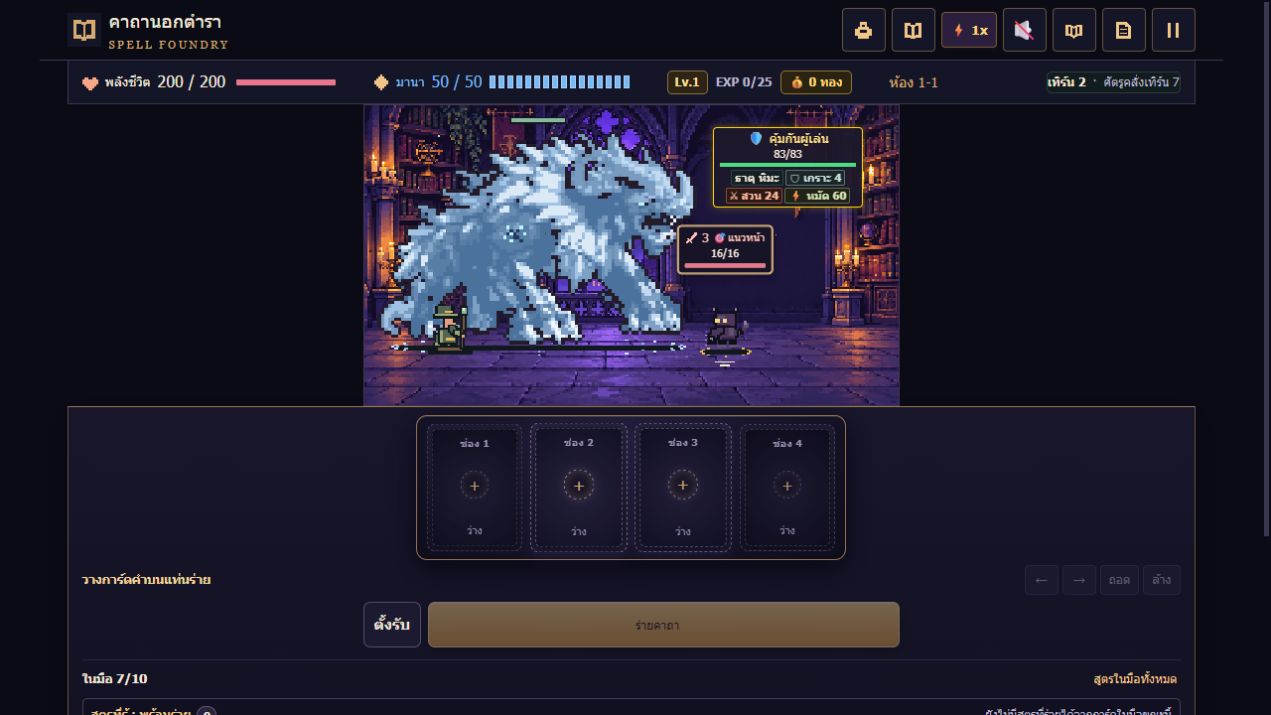 คาถานอกตำรา
SPELL FOUNDRY
1x
พลังชีวิต 200 / 200
มานา 50 / 50
Lv.1 EXP 0/25 0 ทอง
ห้อง 1-1
เทิร์น 2 · ศัตรูคลั่งเทิร์น 7
คุ้มกันผู้เล่น
83/83
ธาตุ หิมะ เกราะ 4
สวน 24 หมัด 60
3 แนวหน้า
16/16
ช่อง 1 ช่อง 2 ช่อง 3 ช่อง 4
+ + + +
ว่าง ว่าง ว่าง ว่าง
วางการ์ดคำบนแท่นร่าย
← → ถอด ล้าง
ตั้งรับ ร่ายคาถา
ในมือ 7/10
สูตรในมือทั้งหมด